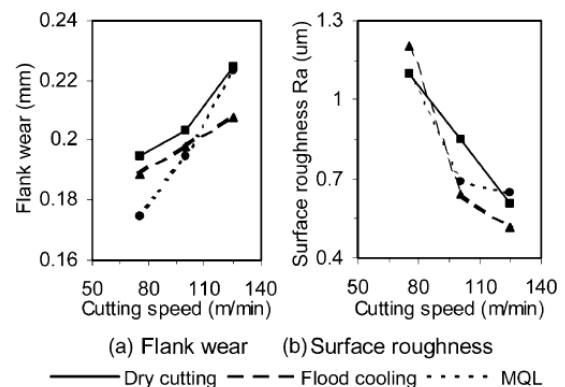 Flank wear (mm)
0.24
0.22
0.2
0.18
0.16
50 80 110 140
Cutting speed (m/min)
Surface roughness Ra (um)
1.3
1
0.7
0.4
50 80 110 140
Cutting speed (m/min)
(a) Flank wear (b) Surface roughness
Dry cutting Flood cooling MQL